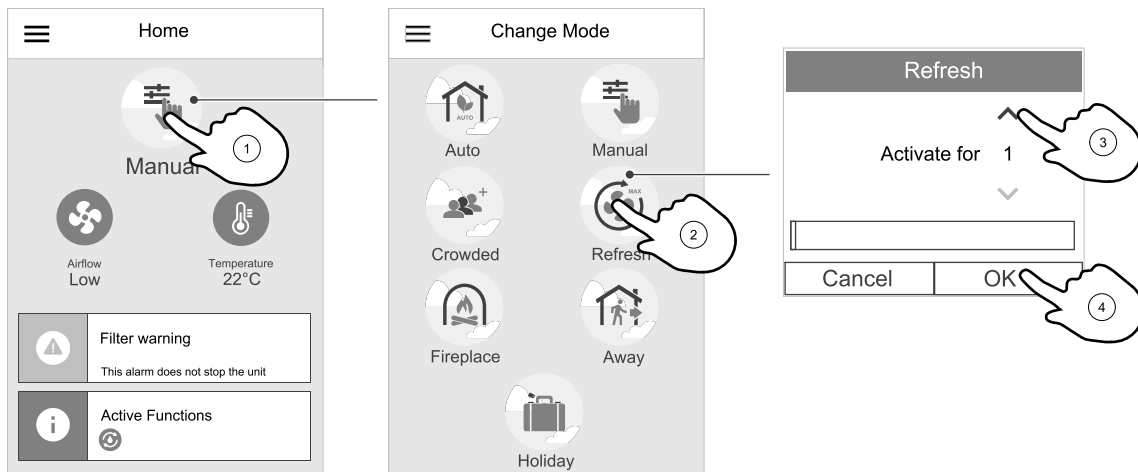 Home
Manual
1
Airflow
Low
Temperature
22°C
Filter warning
This alarm does not stop the unit
Active Functions
Change Mode
AUTO
Auto
Manual
Crowded
MAX
Refresh
2
Fireplace
Away
Holiday
Refresh
Activate for 1
3
Cancel OK
4